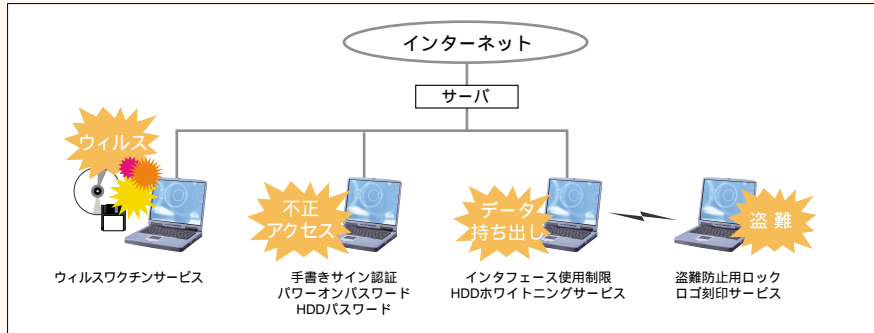 インターネット
サーバ
ウィルス
不正
アクセス
データ
持ち出し
盗難
ウィルスワクチンサービス
手書きサイン認証
パワーオンパスワード
HDDパスワード
インタフェース使用制限
HDDホワイトニングサービス
盗難防止用ロック
ロゴ刻印サービス